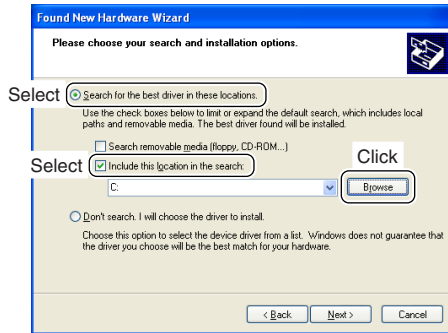 Found New Hardware Wizard
Please choose your search and installation options.
Select
Search for the best driver in these locations.
Use the check boxes below to limit or expand the default search, which includes local
paths and removable media. The best driver found will be installed.
Search removable media (floppy, CD-ROM...)
Select
Include this location in the search:
Click
C:
Browse
Don't search. I will choose the driver to install.
Choose this option to select the device driver from a list. Windows does not guarantee that
the driver you choose will be the best match for your hardware.
< Back
Next >
Cancel